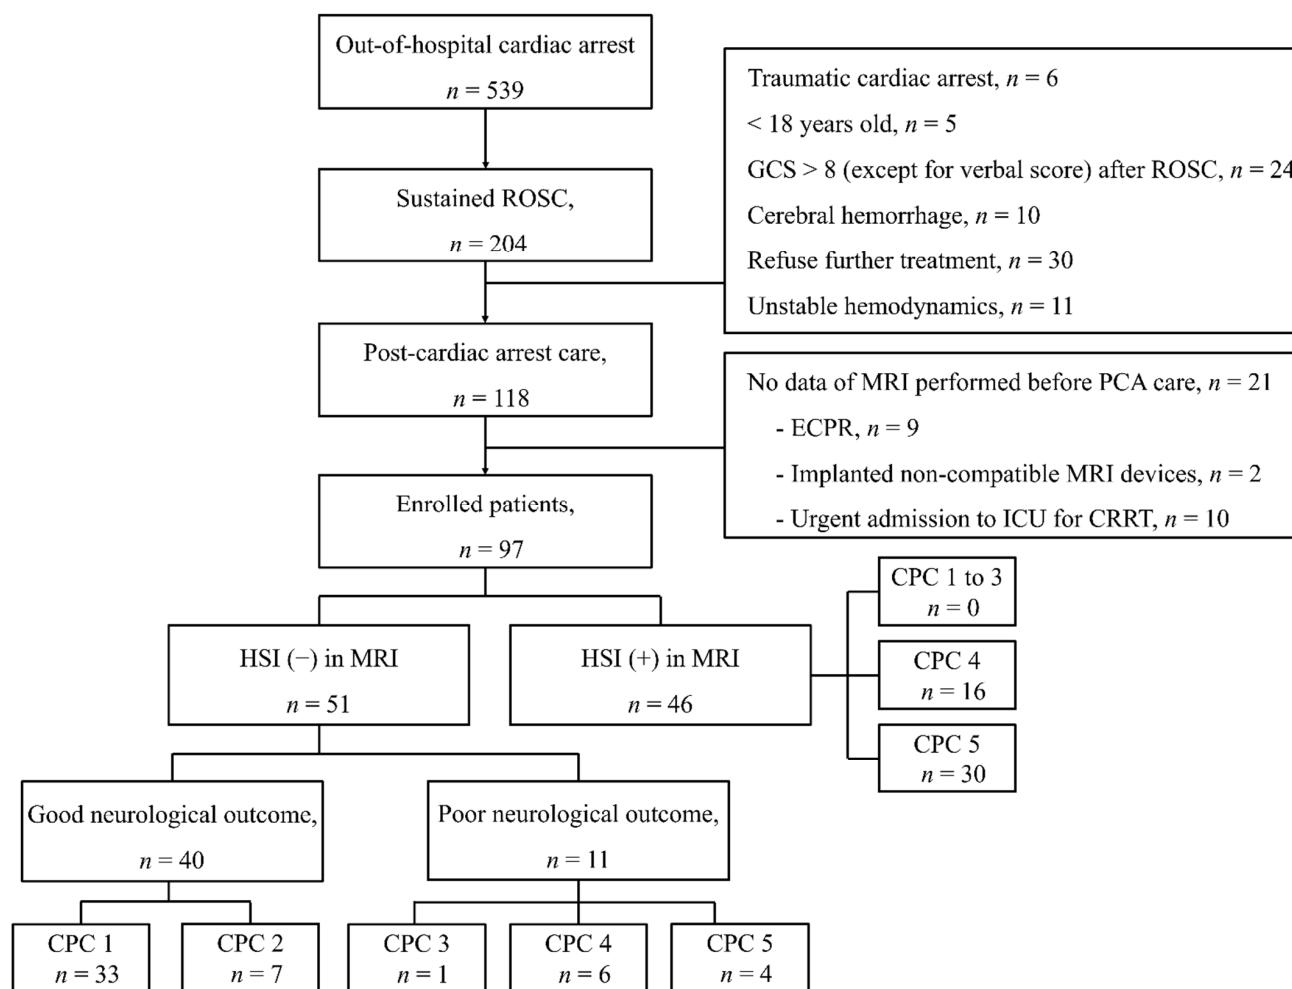 Out-of-hospital cardiac arrest
n = 539
Traumatic cardiac arrest, n = 6
< 18 years old, n = 5
GCS > 8 (except for verbal score) after ROSC, n = 24
Cerebral hemorrhage, n = 10
Refuse further treatment, n = 30
Unstable hemodynamics, n = 11
Sustained ROSC,
n = 204
Post-cardiac arrest care,
n = 118
No data of MRI performed before PCA care, n = 21
- ECPR, n = 9
- Implanted non-compatible MRI devices, n = 2
- Urgent admission to ICU for CRRT, n = 10
Enrolled patients,
n = 97
HSI (−) in MRI
n = 51
HSI (+) in MRI
n = 46
CPC 1 to 3
n = 0
CPC 4
n = 16
CPC 5
n = 30
Good neurological outcome,
n = 40
Poor neurological outcome,
n = 11
CPC 1
n = 33
CPC 2
n = 7
CPC 3
n = 1
CPC 4
n = 6
CPC 5
n = 4